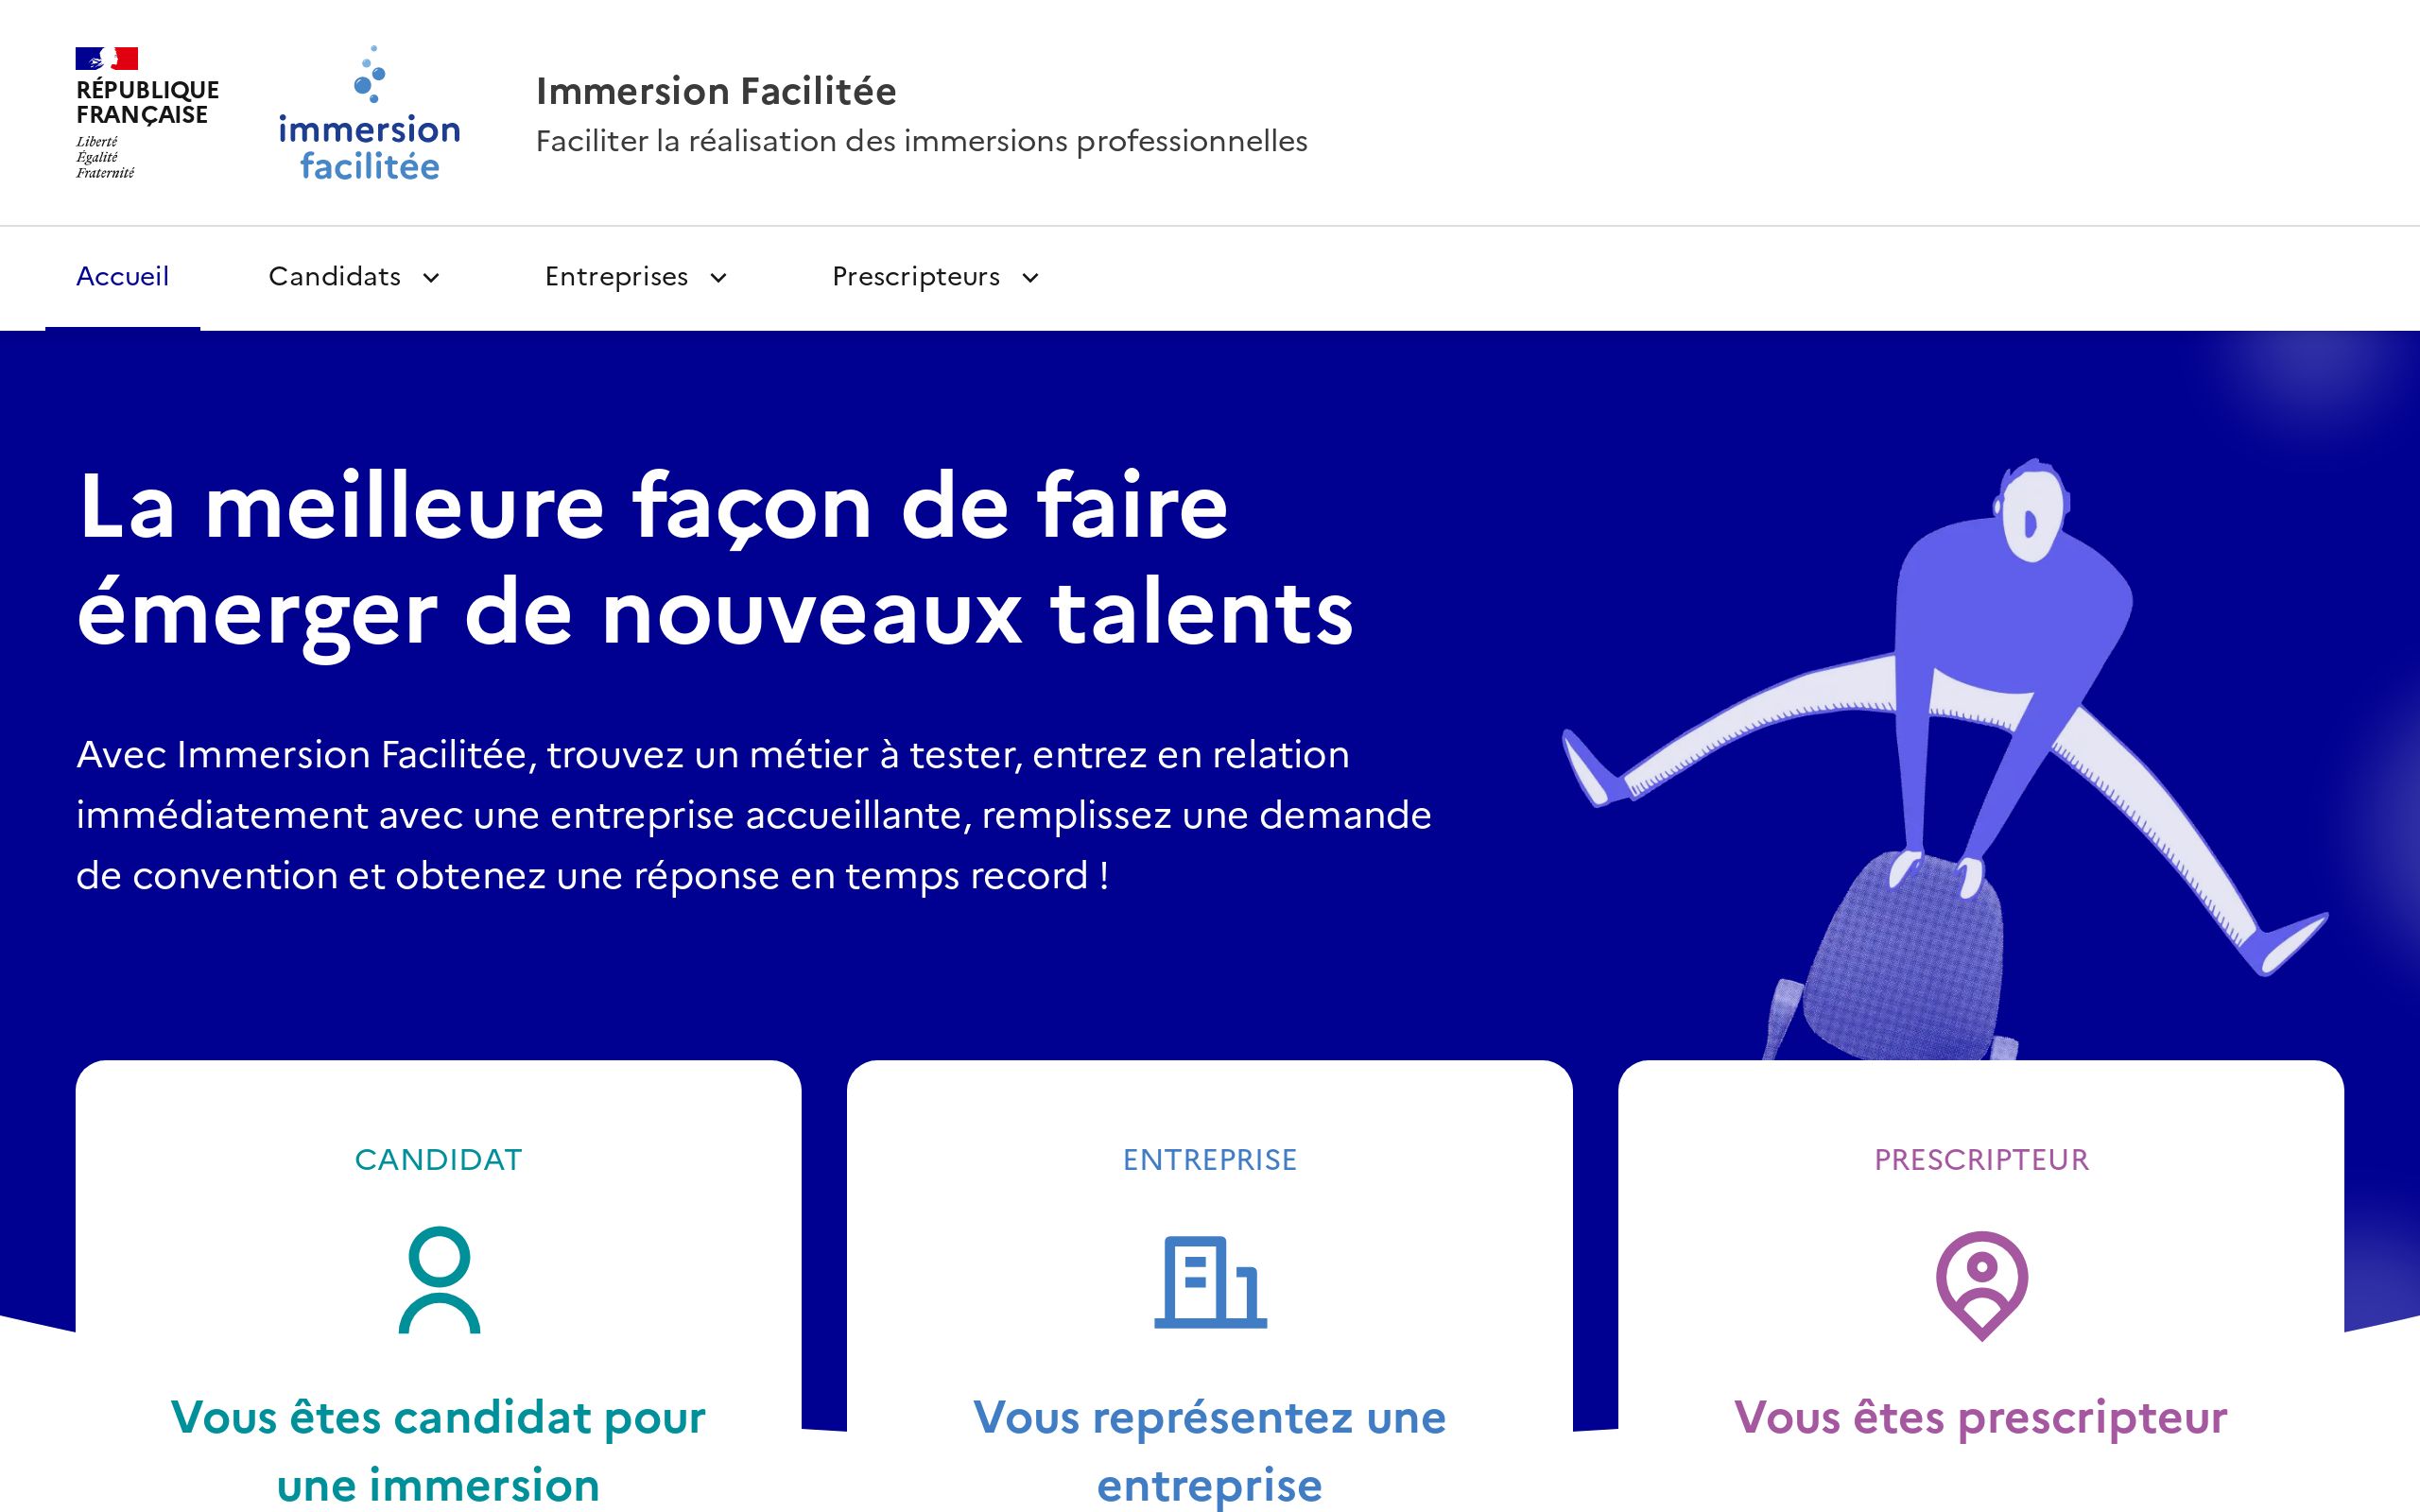 RÉPUBLIQUE
FRANÇAISE
Liberté
Égalité
Fraternité
immersion
facilitée
Immersion Facilitée
Faciliter la réalisation des immersions professionnelles
Accueil
Candidats
Entreprises
Prescripteurs
La meilleure façon de faire
émerger de nouveaux talents
Avec Immersion Facilitée, trouvez un métier à tester, entrez en relation
immédiatement avec une entreprise accueillante, remplissez une demande
de convention et obtenez une réponse en temps record !
CANDIDAT
Vous êtes candidat pour
une immersion
ENTREPRISE
Vous représentez une
entreprise
PRESCRIPTEUR
Vous êtes prescripteur